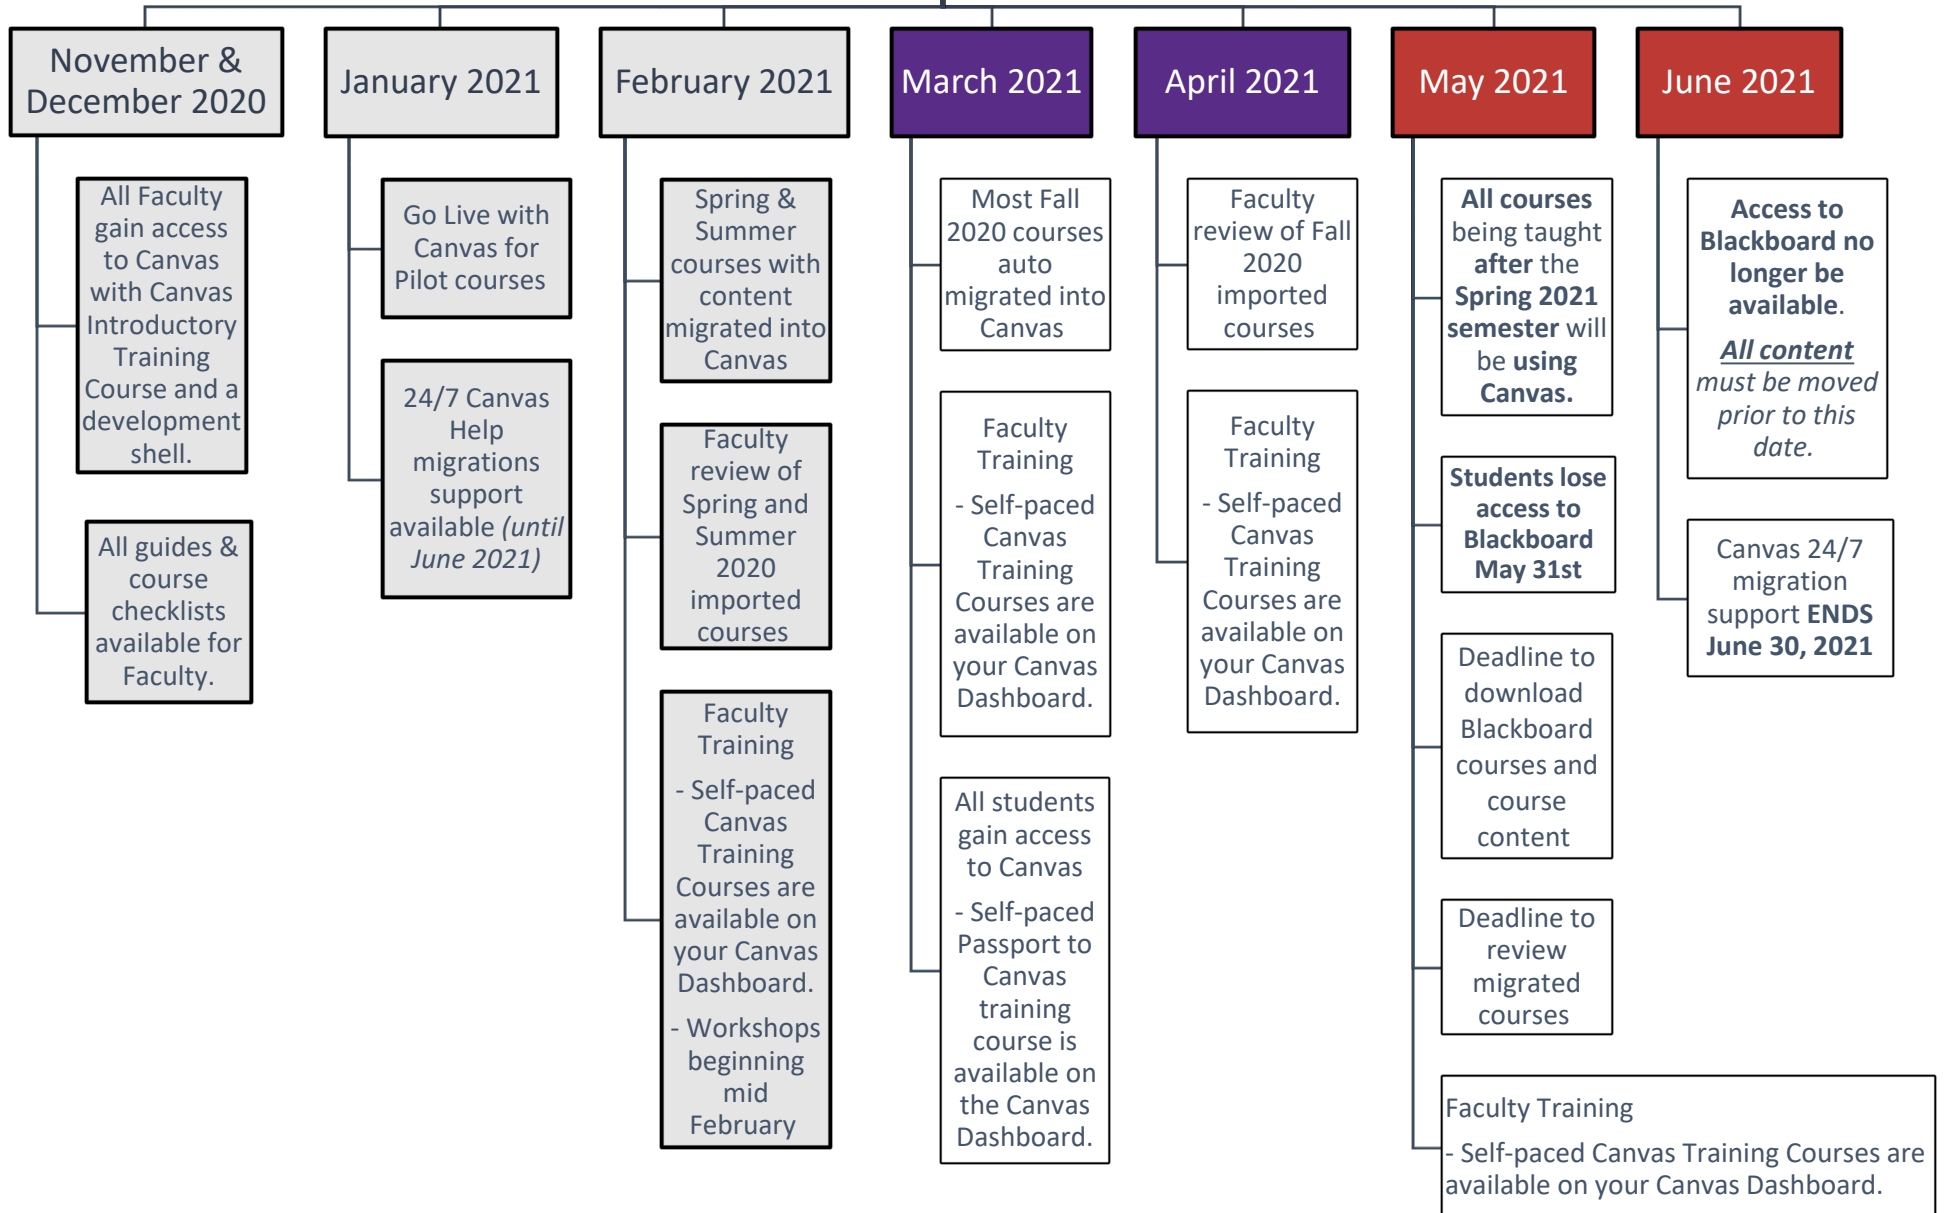 November &
December 2020
All Faculty
gain access
to Canvas
with Canvas
Introductory
Training
Course and a
development
shell.
All guides &
course
checklists
available for
Faculty.
January 2021
Go Live with
Canvas for
Pilot courses
24/7 Canvas
Help
migrations
support
available (until
June 2021)
February 2021
Spring &
Summer
courses with
content
migrated into
Canvas
Faculty
review of
Spring and
Summer
2020
imported
courses
Faculty
Training
- Self-paced
Canvas
Training
Courses are
available on
your Canvas
Dashboard.
- Workshops
beginning
mid
February
March 2021
Most Fall
2020 courses
auto
migrated into
Canvas
Faculty
Training
- Self-paced
Canvas
Training
Courses are
available on
your Canvas
Dashboard.
All students
gain access
to Canvas
- Self-paced
Passport to
Canvas
training
course is
available on
the Canvas
Dashboard.
April 2021
Faculty
review of Fall
2020
imported
courses
Faculty
Training
- Self-paced
Canvas
Training
Courses are
available on
your Canvas
Dashboard.
May 2021
All courses
being taught
after the
Spring 2021
semester will
be using
Canvas.
Students lose
access to
Blackboard
May 31st
Deadline to
download
Blackboard
courses and
course
content
Deadline to
review
migrated
courses
Faculty Training
- Self-paced Canvas Training Courses are
available on your Canvas Dashboard.
June 2021
Access to
Blackboard no
longer be
available.
All content
must be moved
prior to this
date.
Canvas 24/7
migration
support ENDS
June 30, 2021